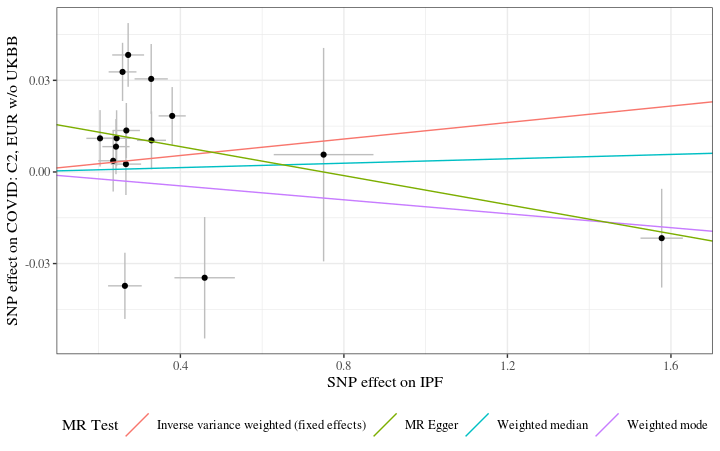 SNP effect on COVID: C2, EUR w/o UKBB
0.03
0.00
-0.03
0.4
0.8
1.2
1.6
SNP effect on IPF
MR Test
Inverse variance weighted (fixed effects)
MR Egger
Weighted median
Weighted mode